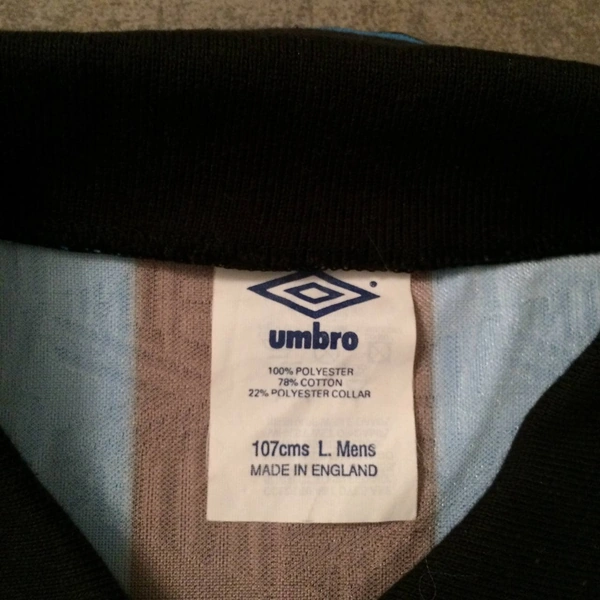 umbro
100% POLYESTER
78% COTTON
22% POLYESTER COLLAR
107cms L. Mens
MADE IN ENGLAND